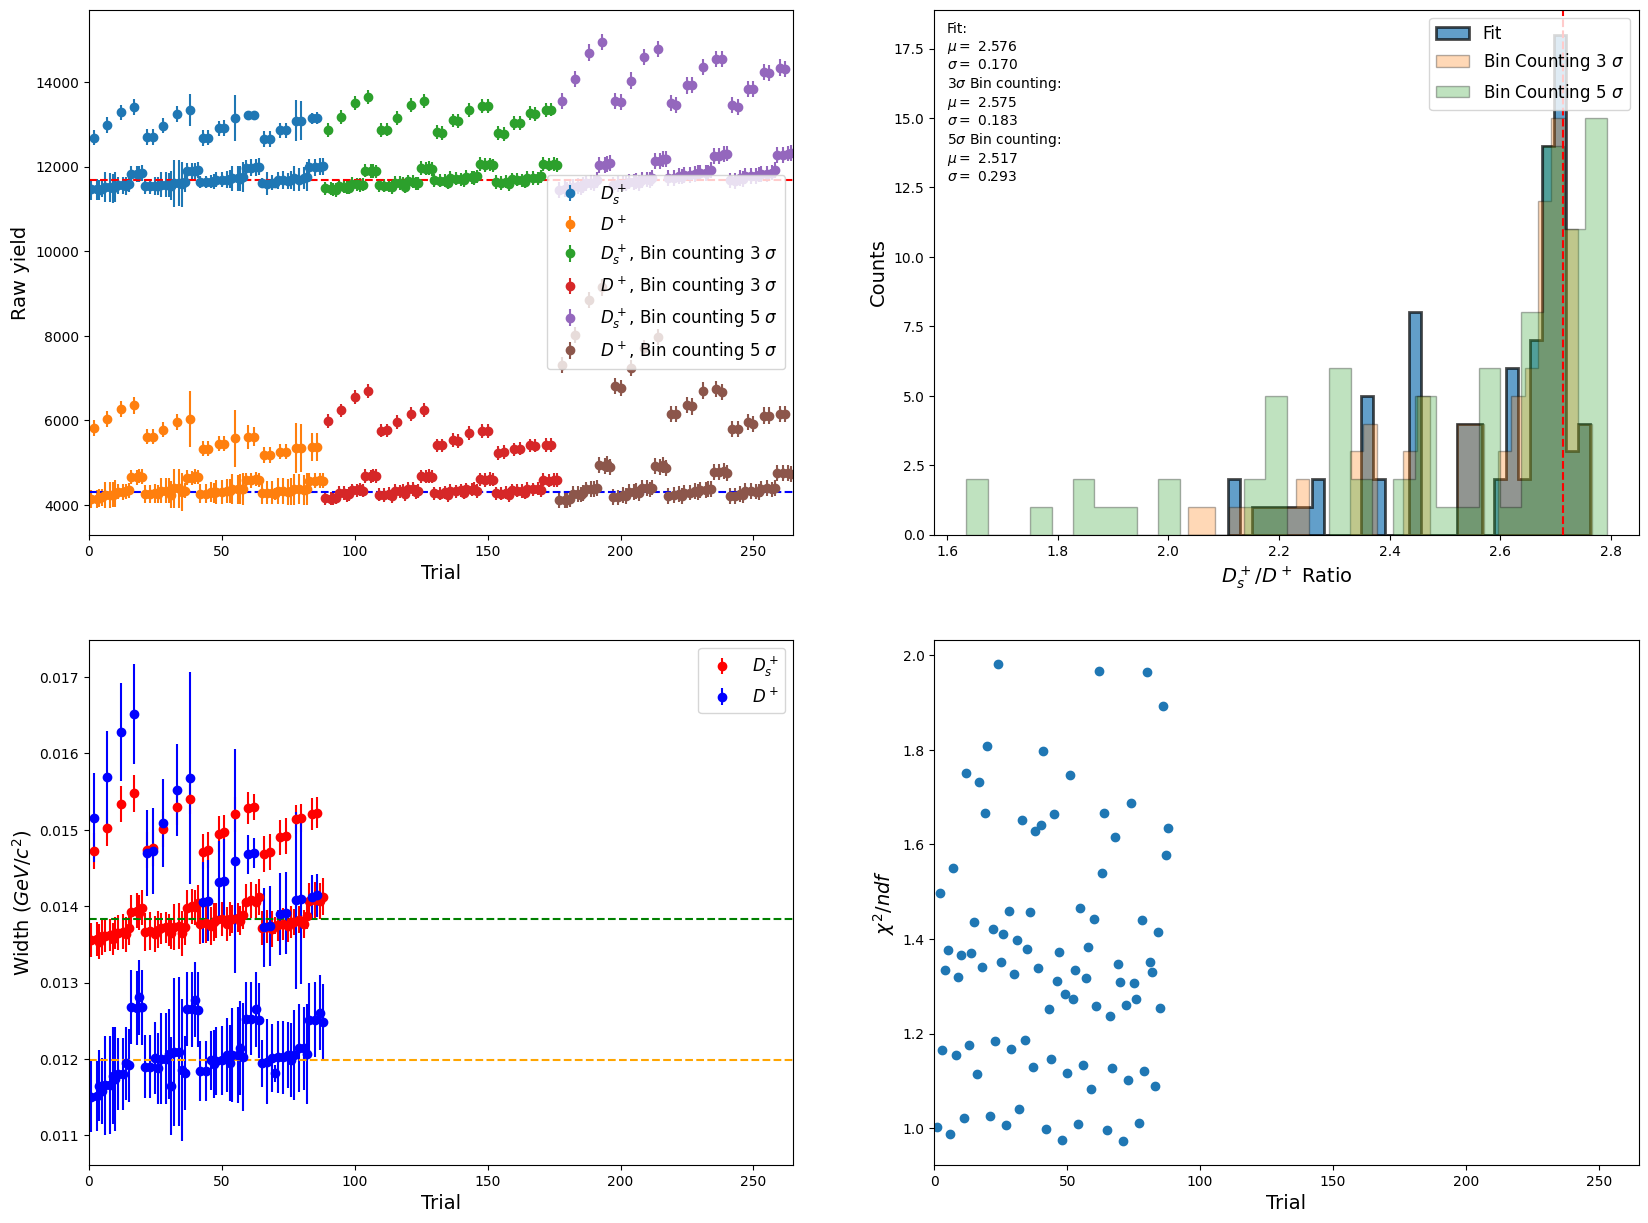 14000
12000
10000
8000
6000
4000
Raw yield
0
50
100
150
200
250
Trial
$D_s^+$
$D^+$
$D_s^+$, Bin counting 3 σ
$D^+$, Bin counting 3 σ
$D_s^+$, Bin counting 5 σ
$D^+$, Bin counting 5 σ
17.5
15.0
12.5
10.0
7.5
5.0
2.5
0.0
Counts
Fit:
μ = 2.576
σ = 0.170
3σ Bin counting:
μ = 2.575
σ = 0.183
5σ Bin counting:
μ = 2.517
σ = 0.293
Fit
Bin Counting 3 σ
Bin Counting 5 σ
1.6
1.8
2.0
2.2
2.4
2.6
2.8
$D_s^+/D^+$ Ratio
0.017
0.016
0.015
0.014
0.013
0.012
0.011
Width ($GeV/c^2$)
$D_s^+$
$D^+$
0
50
100
150
200
250
Trial
2.0
1.8
1.6
1.4
1.2
1.0
$χ^2/ndf$
0
50
100
150
200
250
Trial